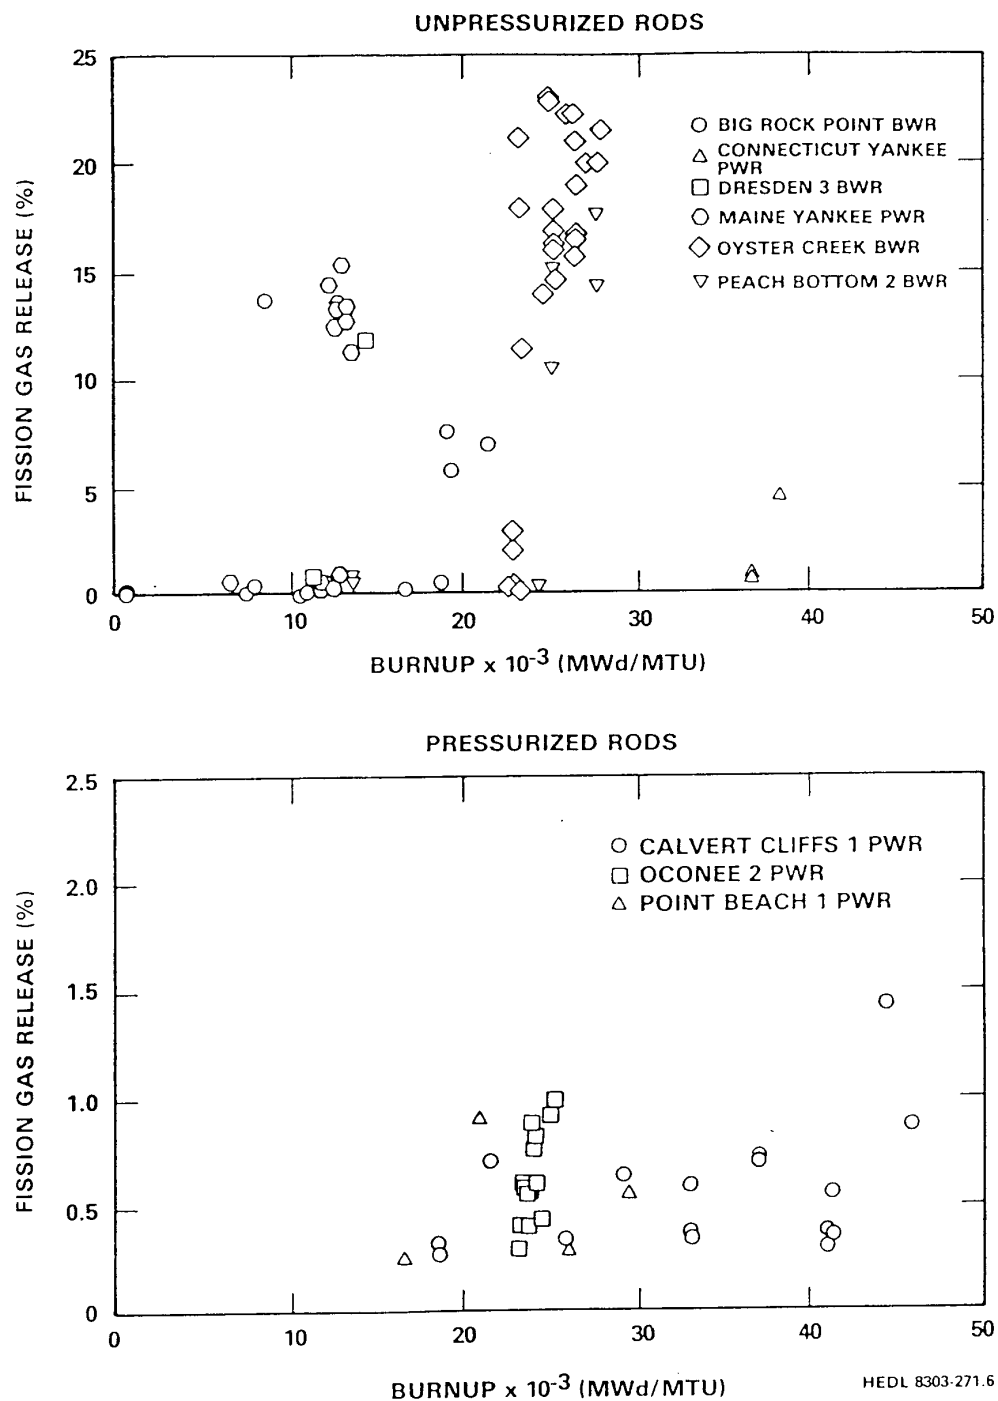 UNPRESSURIZED RODS
25
20
15
10
5
0
FISSION GAS RELEASE (%)
BIG ROCK POINT BWR
CONNECTICUT YANKEE
PWR
DRESDEN 3 BWR
MAINE YANKEE PWR
OYSTER CREEK BWR
PEACH BOTTOM 2 BWR
0 10 20 30 40 50
BURNUP x 10-3 (MWd/MTU)
PRESSURIZED RODS
2.5
2.0
1.5
1.0
0.5
0
FISSION GAS RELEASE (%)
CALVERT CLIFFS 1 PWR
OCONEE 2 PWR
POINT BEACH 1 PWR
0 10 20 30 40 50
BURNUP x 10-3 (MWd/MTU)
HEDL 8303-271.6